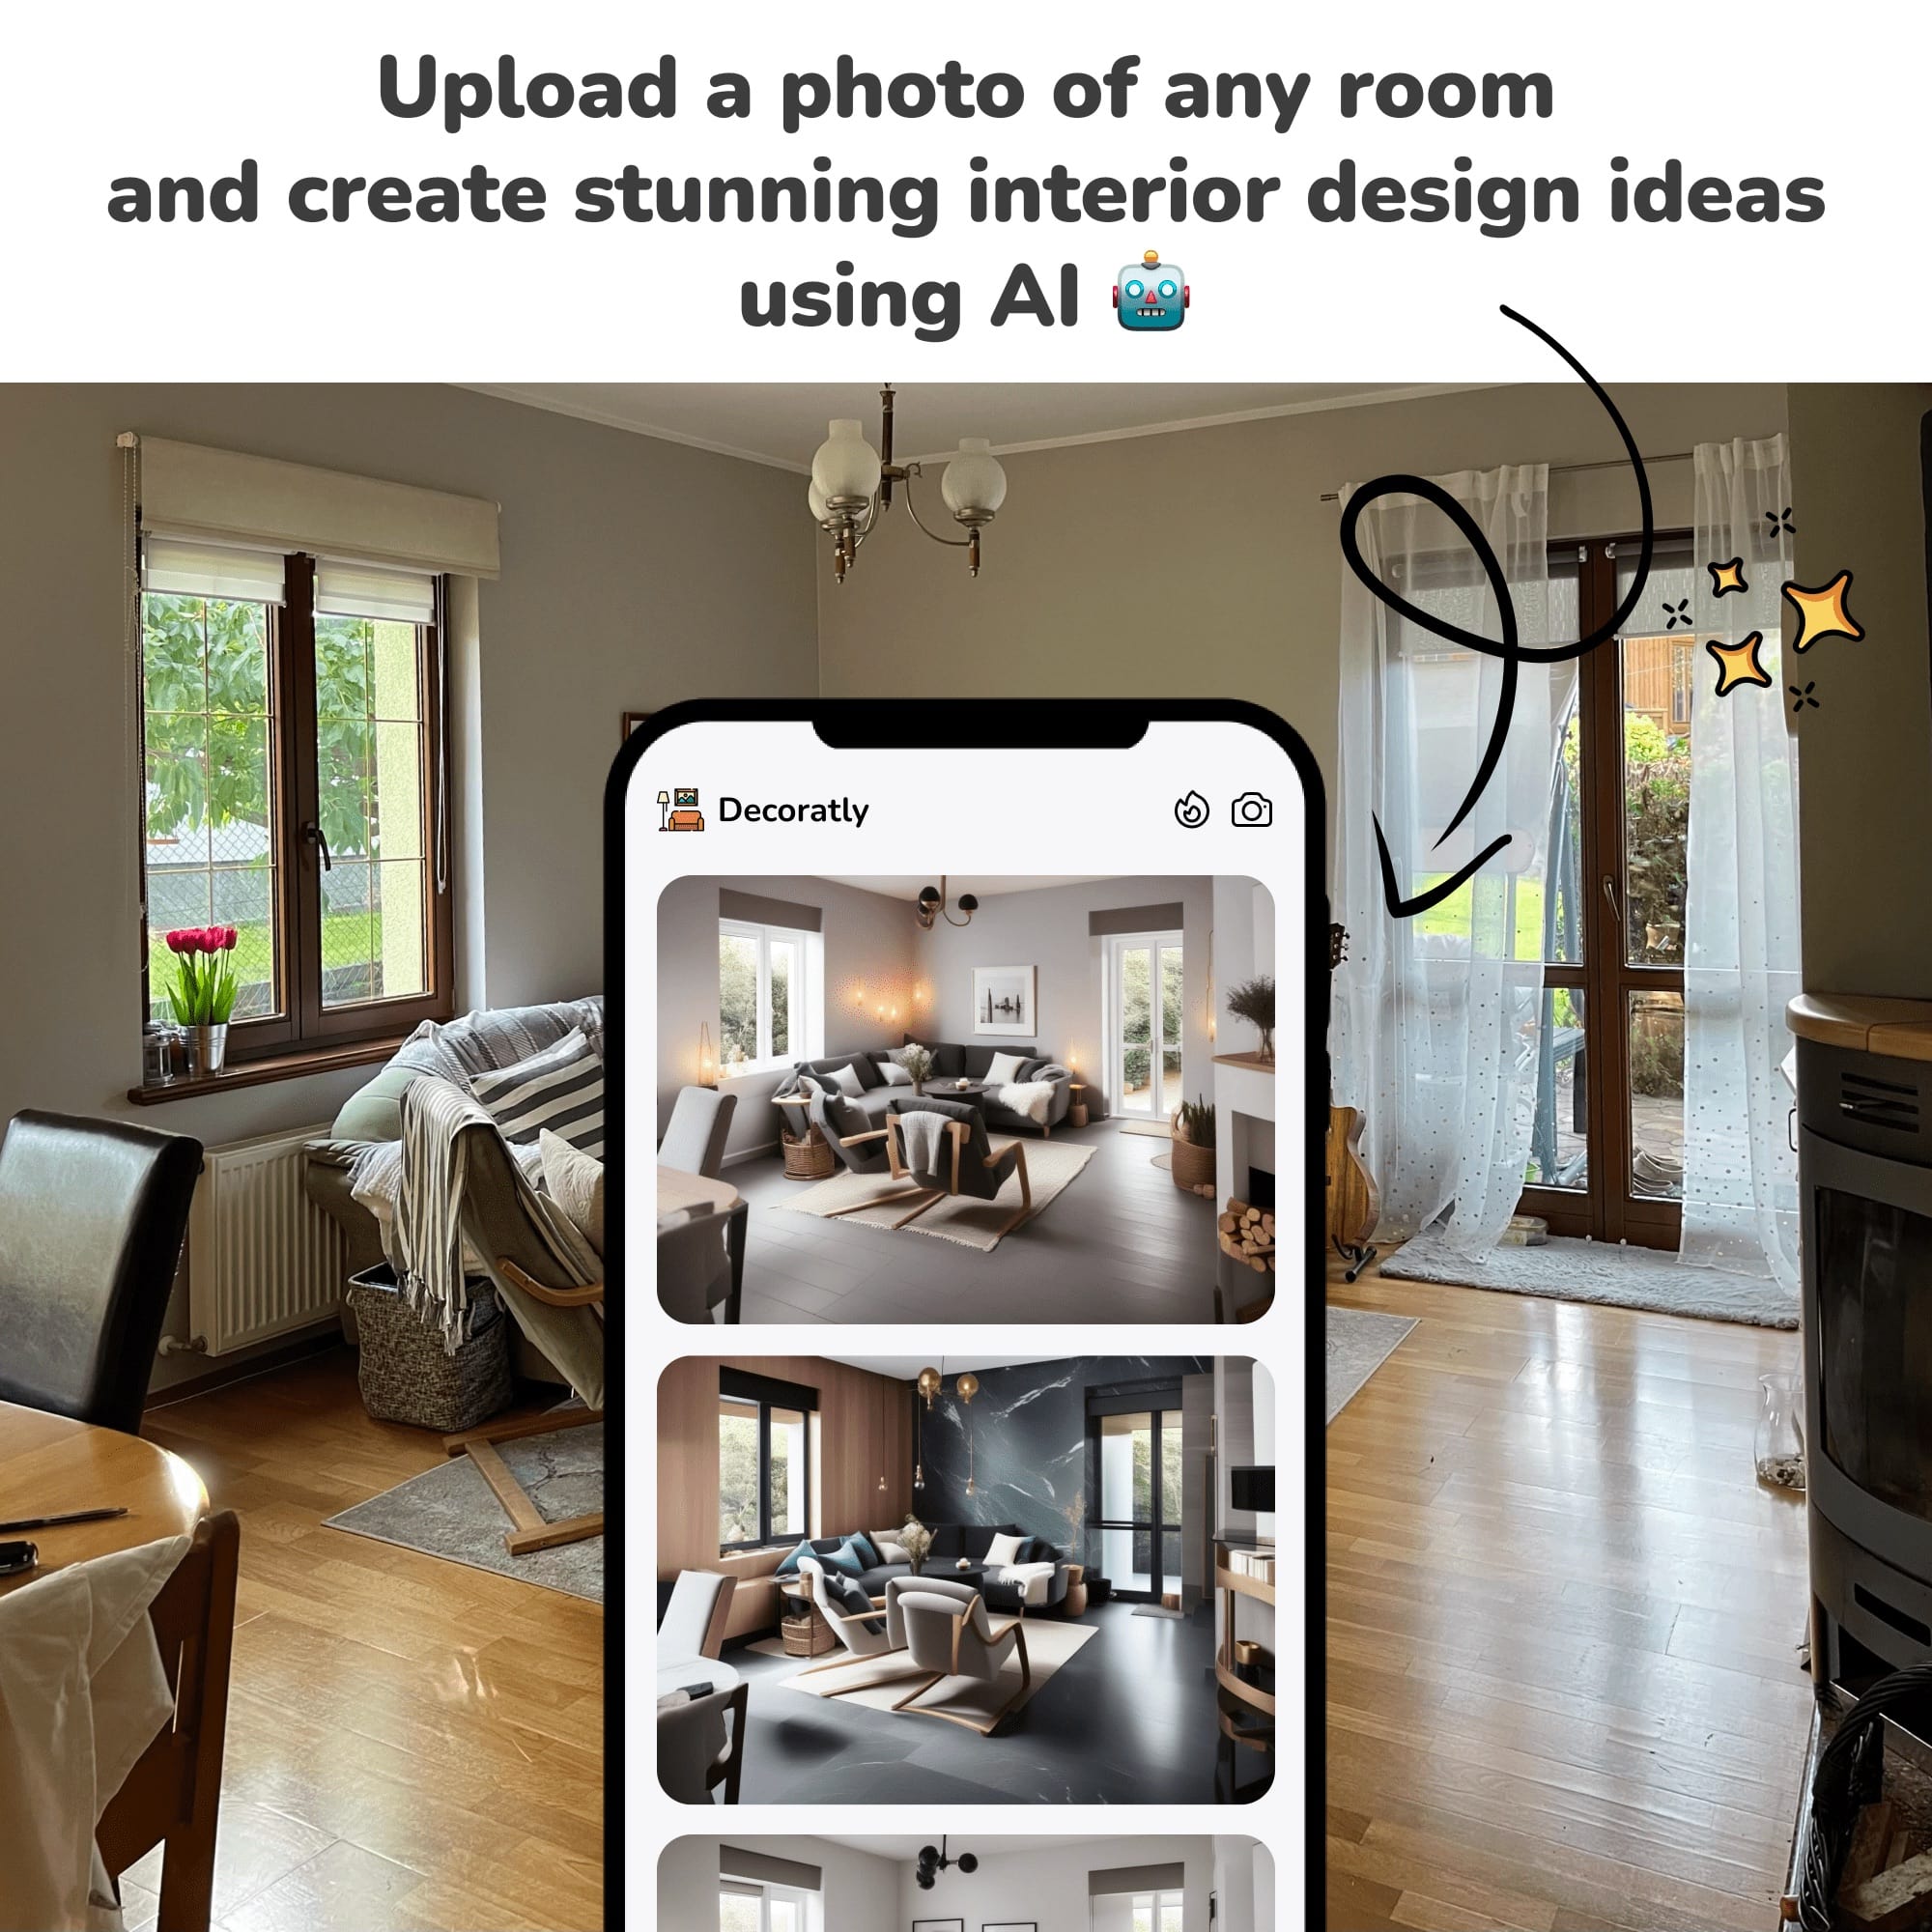 Upload a photo of any room
and create stunning interior design ideas
using AI 🤖
Decoratly